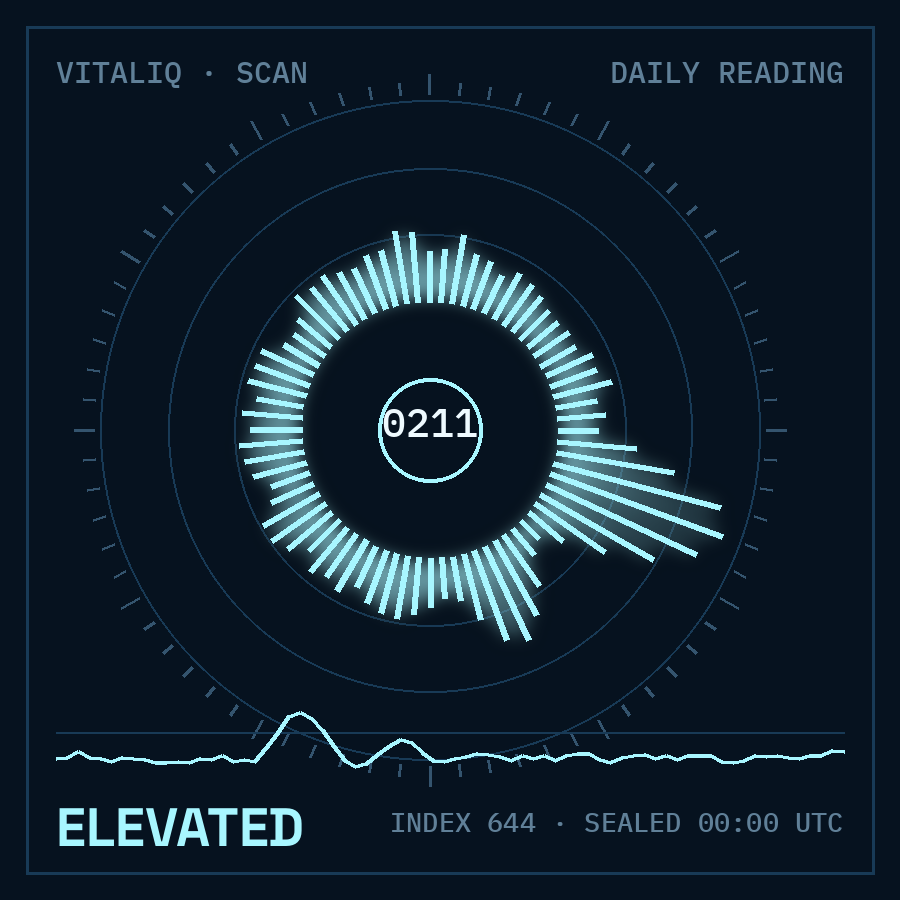 VITALIQ · SCAN
DAILY READING
0211
ELEVATED
INDEX 644 · SEALED 00:00 UTC